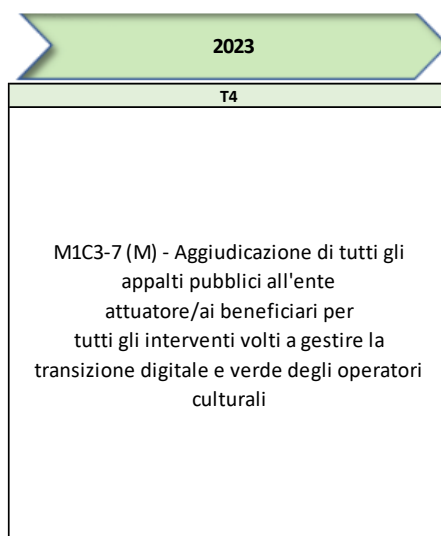 2023
T4
M1C3-7 (M) - Aggiudicazione di tutti gli
appalti pubblici all'ente
attuatore/ai beneficiari per
tutti gli interventi volti a gestire la
transizione digitale e verde degli operatori
culturali